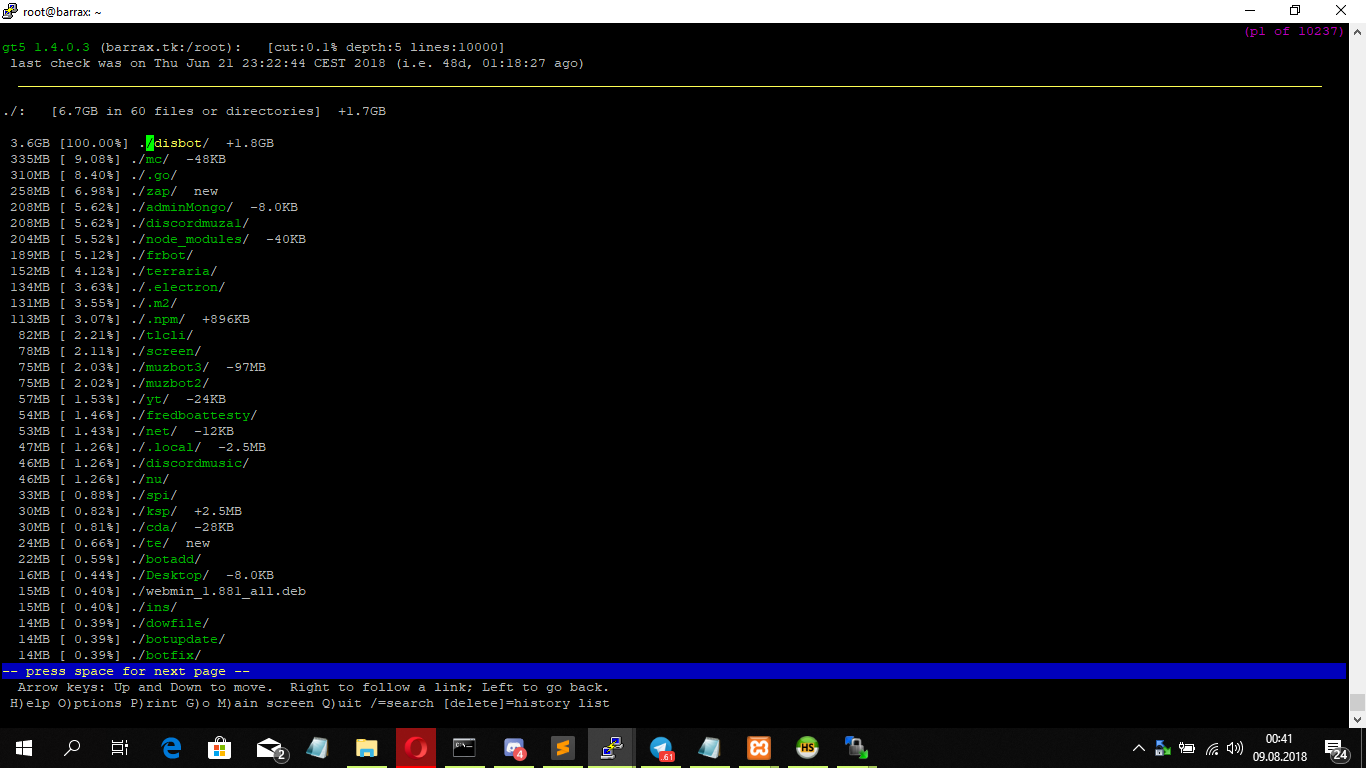 root@barrax: ~
(p1 of 10237)
gt5 1.4.0.3 (barrax.tk:/root):   [cut:0.1% depth:5 lines:10000]
last check was on Thu Jun 21 23:22:44 CEST 2018 (i.e. 48d, 01:18:27 ago)
./:   [6.7GB in 60 files or directories]  +1.7GB
3.6GB [100.00%] ./disbot/  +1.8GB
335MB [ 9.08%] ./mc/  -48KB
310MB [ 8.40%] ./.go/
258MB [ 6.98%] ./zap/  new
208MB [ 5.62%] ./adminMongo/  -8.0KB
208MB [ 5.62%] ./discordmuzal/
204MB [ 5.52%] ./node_modules/  -40KB
189MB [ 5.12%] ./frbot/
152MB [ 4.12%] ./terraria/
134MB [ 3.63%] ./.electron/
131MB [ 3.55%] ./.m2/
113MB [ 3.07%] ./.npm/  +896KB
82MB [ 2.21%] ./tlcli/
78MB [ 2.11%] ./screen/
75MB [ 2.03%] ./muzbot3/  -97MB
75MB [ 2.02%] ./muzbot2/
57MB [ 1.53%] ./yt/  -24KB
54MB [ 1.46%] ./fredboattesty/
53MB [ 1.43%] ./net/  -12KB
47MB [ 1.26%] ./.local/  -2.5MB
46MB [ 1.26%] ./discordmusic/
46MB [ 1.26%] ./nu/
33MB [ 0.88%] ./spi/
30MB [ 0.82%] ./ksp/  +2.5MB
30MB [ 0.81%] ./cda/  -28KB
24MB [ 0.66%] ./te/  new
22MB [ 0.59%] ./botadd/
16MB [ 0.44%] ./Desktop/  -8.0KB
15MB [ 0.40%] ./webmin_1.881_all.deb
15MB [ 0.40%] ./ins/
14MB [ 0.39%] ./dowfile/
14MB [ 0.39%] ./botupdate/
14MB [ 0.39%] ./botfix/
-- press space for next page --
Arrow keys: Up and Down to move.  Right to follow a link; Left to go back.
H)elp O)ptions P)rint G)o M)ain screen Q)uit /=search [delete]=history list
2
4
.61
HS
00:41
09.08.2018
24